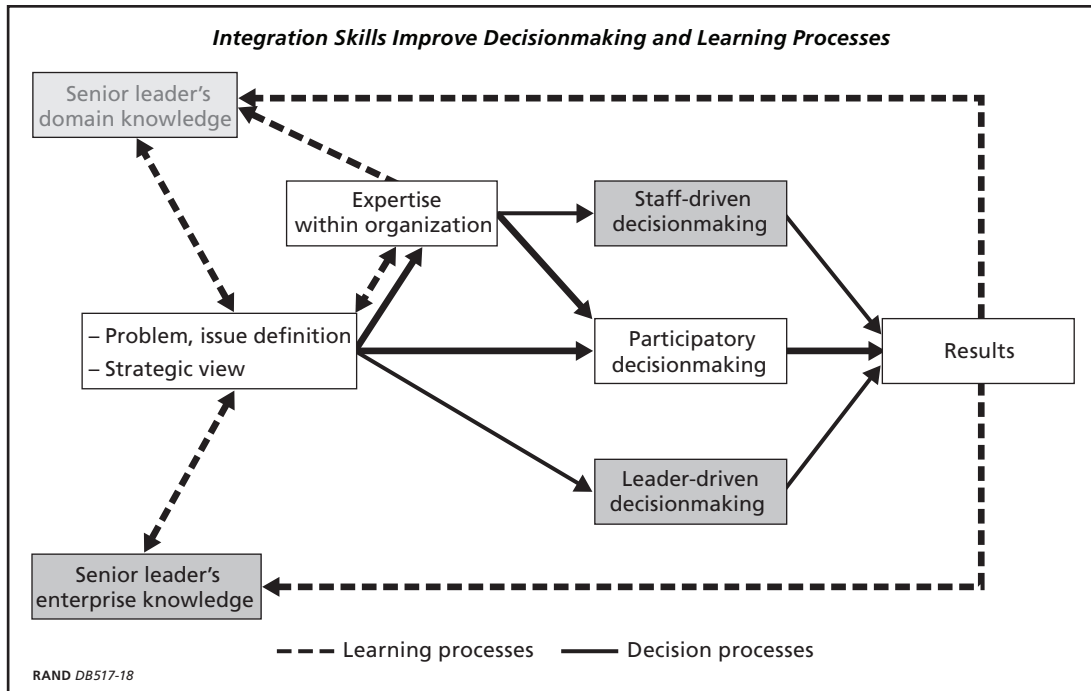 Integration Skills Improve Decisionmaking and Learning Processes
Senior leader's
domain knowledge
Expertise
within organization
Staff-driven
decisionmaking
– Problem, issue definition
– Strategic view
Participatory
decisionmaking
Results
Leader-driven
decisionmaking
Senior leader's
enterprise knowledge
Learning processes
Decision processes
RAND DB517-18